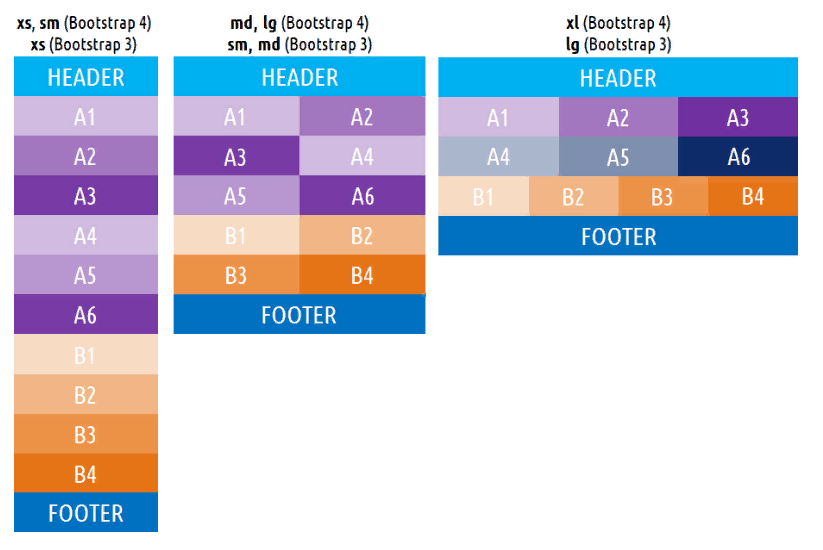 xs, sm (Bootstrap 4)
xs (Bootstrap 3)
HEADER
A1
A2
A3
A4
A5
A6
B1
B2
B3
B4
FOOTER
md, lg (Bootstrap 4)
sm, md (Bootstrap 3)
HEADER
A1 A2
A3 A4
A5 A6
B1 B2
B3 B4
FOOTER
xl (Bootstrap 4)
lg (Bootstrap 3)
HEADER
A1 A2 A3
A4 A5 A6
B1 B2 B3 B4
FOOTER